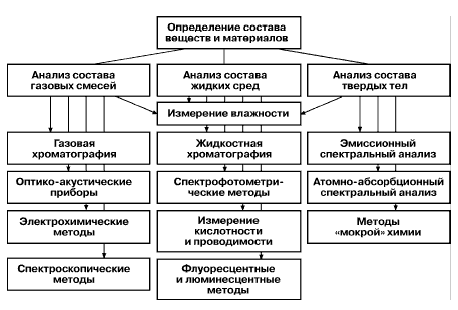 Определение состава
веществ и материалов
Анализ состава
газовых смесей
Анализ состава
жидких сред
Анализ состава
твердых тел
Измерение влажности
Газовая
хроматография
Жидкостная
хроматография
Эмиссионный
спектральный анализ
Оптико-акустические
приборы
Спектрофотометри-
ческие методы
Атомно-абсорбционный
спектральный анализ
Электрохимические
методы
Измерение
кислотности
и проводимости
Методы
«мокрой» химии
Спектроскопические
методы
Флуоресцентные
и люминесцентные
методы